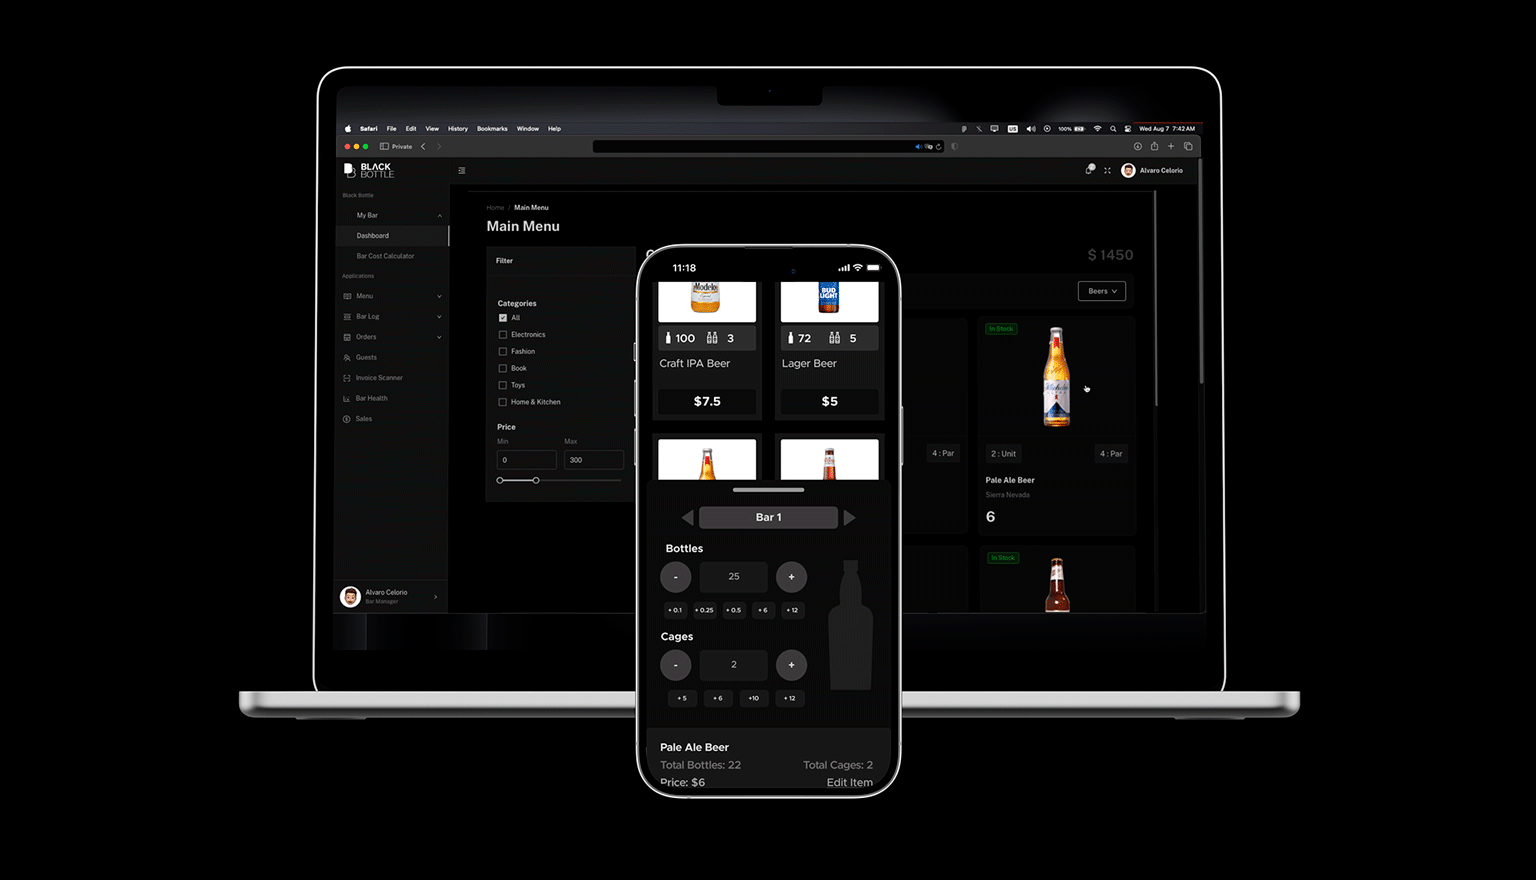 Safari File Edit View History Bookmarks Window Help
US 100% Wed Aug 7 7:42 AM
Private
BLACK
BOTTLE
Alvaro Celorio
Black Bottle
My Bar
Dashboard
Bar Cost Calculator
Applications
Menu
Bar Log
Orders
Guests
Invoice Scanner
Bar Health
Sales
Alvaro Celorio
Bar Manager
Home / Main Menu
Main Menu
Filter
Categories
All
Electronics
Fashion
Book
Toys
Home & Kitchen
Price
Min Max
0 300
$ 1450
Beers
4 : Par
In Stock
2 : Unit 4 : Par
Pale Ale Beer
Sierra Nevada
6
In Stock
11:18
Modelo
BUD
LIGHT
100 3
72 5
Craft IPA Beer
Lager Beer
$7.5
$5
Bar 1
Bottles
- 25 +
+ 0.1 + 0.25 + 0.5 + 6 + 12
Cages
- 2 +
+ 5 + 6 +10 + 12
Pale Ale Beer
Total Bottles: 22 Total Cages: 2
Price: $6 Edit Item